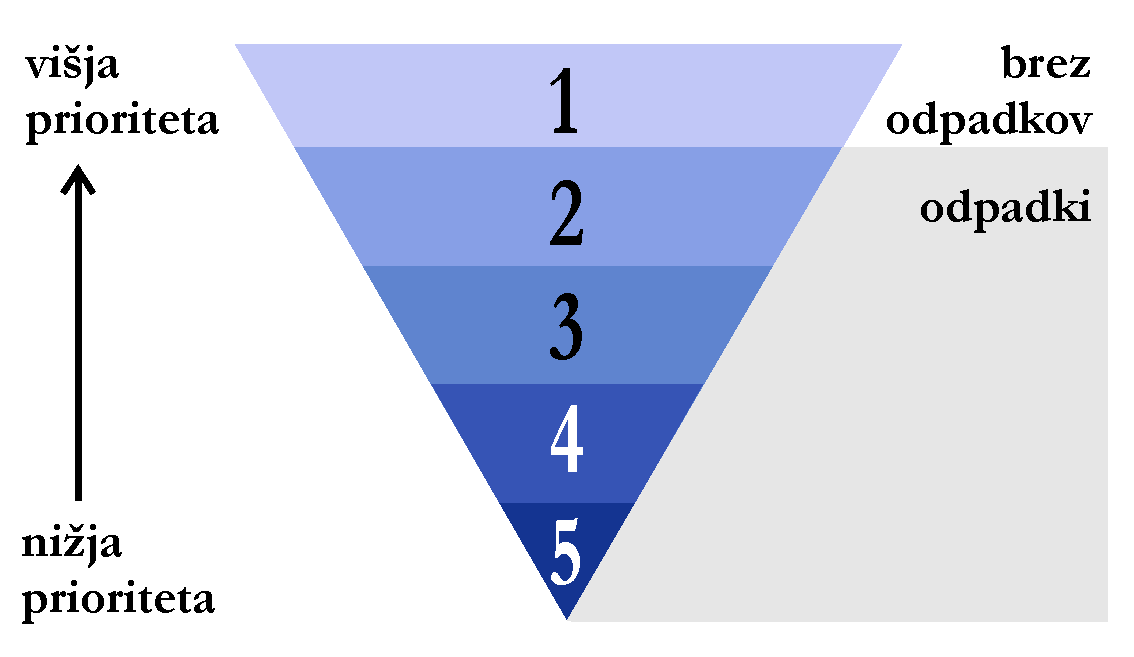 višja
prioriteta
nižja
prioriteta
1
2
3
4
5
brez
odpadkov
odpadki